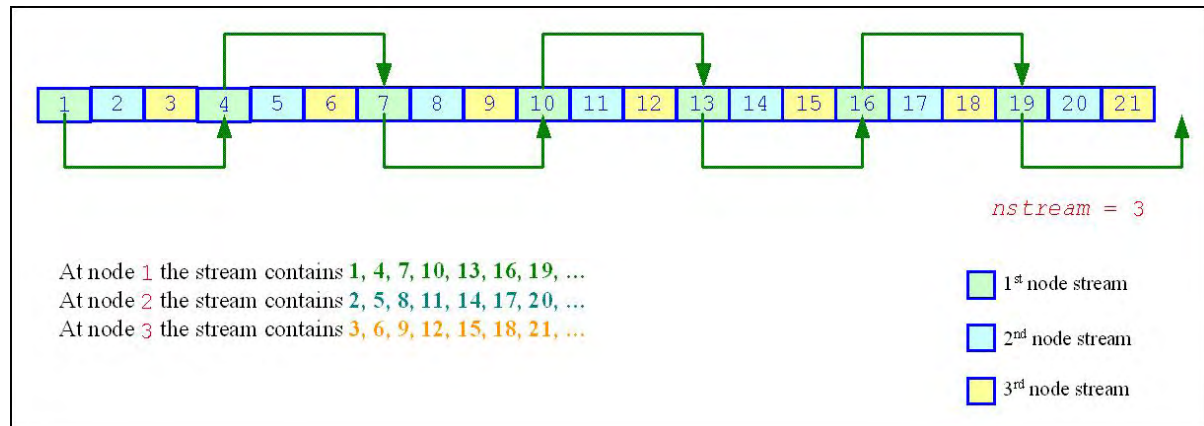 1 2 3 4 5 6 7 8 9 10 11 12 13 14 15 16 17 18 19 20 21
nstream = 3
At node 1 the stream contains 1, 4, 7, 10, 13, 16, 19, ...
At node 2 the stream contains 2, 5, 8, 11, 14, 17, 20, ...
At node 3 the stream contains 3, 6, 9, 12, 15, 18, 21, ...
1st node stream
2nd node stream
3rd node stream